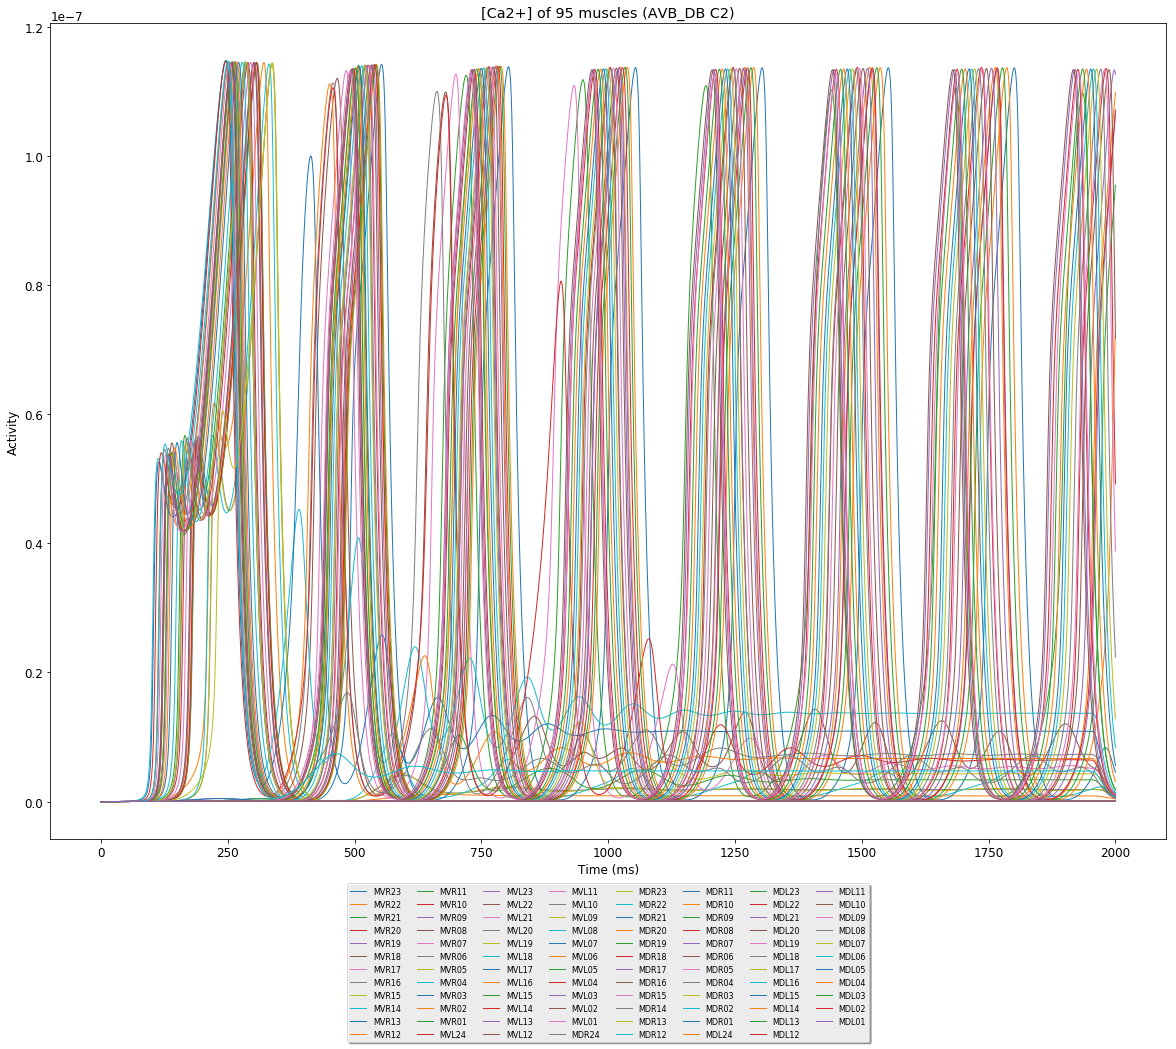 [Ca2+] of 95 muscles (AVB_DB C2)
1e−7
1.2
1.0
0.8
0.6
0.4
0.2
0.0
Activity
0 250 500 750 1000 1250 1500 1750 2000
Time (ms)
MVR23 MVR11 MVL23 MVL11 MDR23 MDR11 MDL23 MDL11
MVR22 MVR10 MVL22 MVL10 MDR22 MDR10 MDL22 MDL10
MVR21 MVR09 MVL21 MVL09 MDR21 MDR09 MDL21 MDL09
MVR20 MVR08 MVL20 MVL08 MDR20 MDR08 MDL20 MDL08
MVR19 MVR07 MVL19 MVL07 MDR19 MDR07 MDL19 MDL07
MVR18 MVR06 MVL18 MVL06 MDR18 MDR06 MDL18 MDL06
MVR17 MVR05 MVL17 MVL05 MDR17 MDR05 MDL17 MDL05
MVR16 MVR04 MVL16 MVL04 MDR16 MDR04 MDL16 MDL04
MVR15 MVR03 MVL15 MVL03 MDR15 MDR03 MDL15 MDL03
MVR14 MVR02 MVL14 MVL02 MDR14 MDR02 MDL14 MDL02
MVR13 MVR01 MVL13 MVL01 MDR13 MDR01 MDL13 MDL01
MVR12 MVL24 MVL12 MDR24 MDR12 MDL24 MDL12